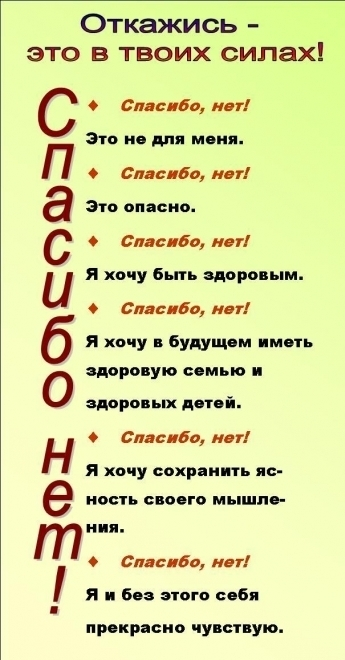 Откажись -
это в твоих силах!
Спасибо нет!
♦ Спасибо, нет!
Это не для меня.
♦ Спасибо, нет!
Это опасно.
♦ Спасибо, нет!
Я хочу быть здоровым.
♦ Спасибо, нет!
Я хочу в будущем иметь
здоровую семью и
здоровых детей.
♦ Спасибо, нет!
Я хочу сохранить яс-
ность своего мышле-
ния.
♦ Спасибо, нет!
Я и без этого себя
прекрасно чувствую.